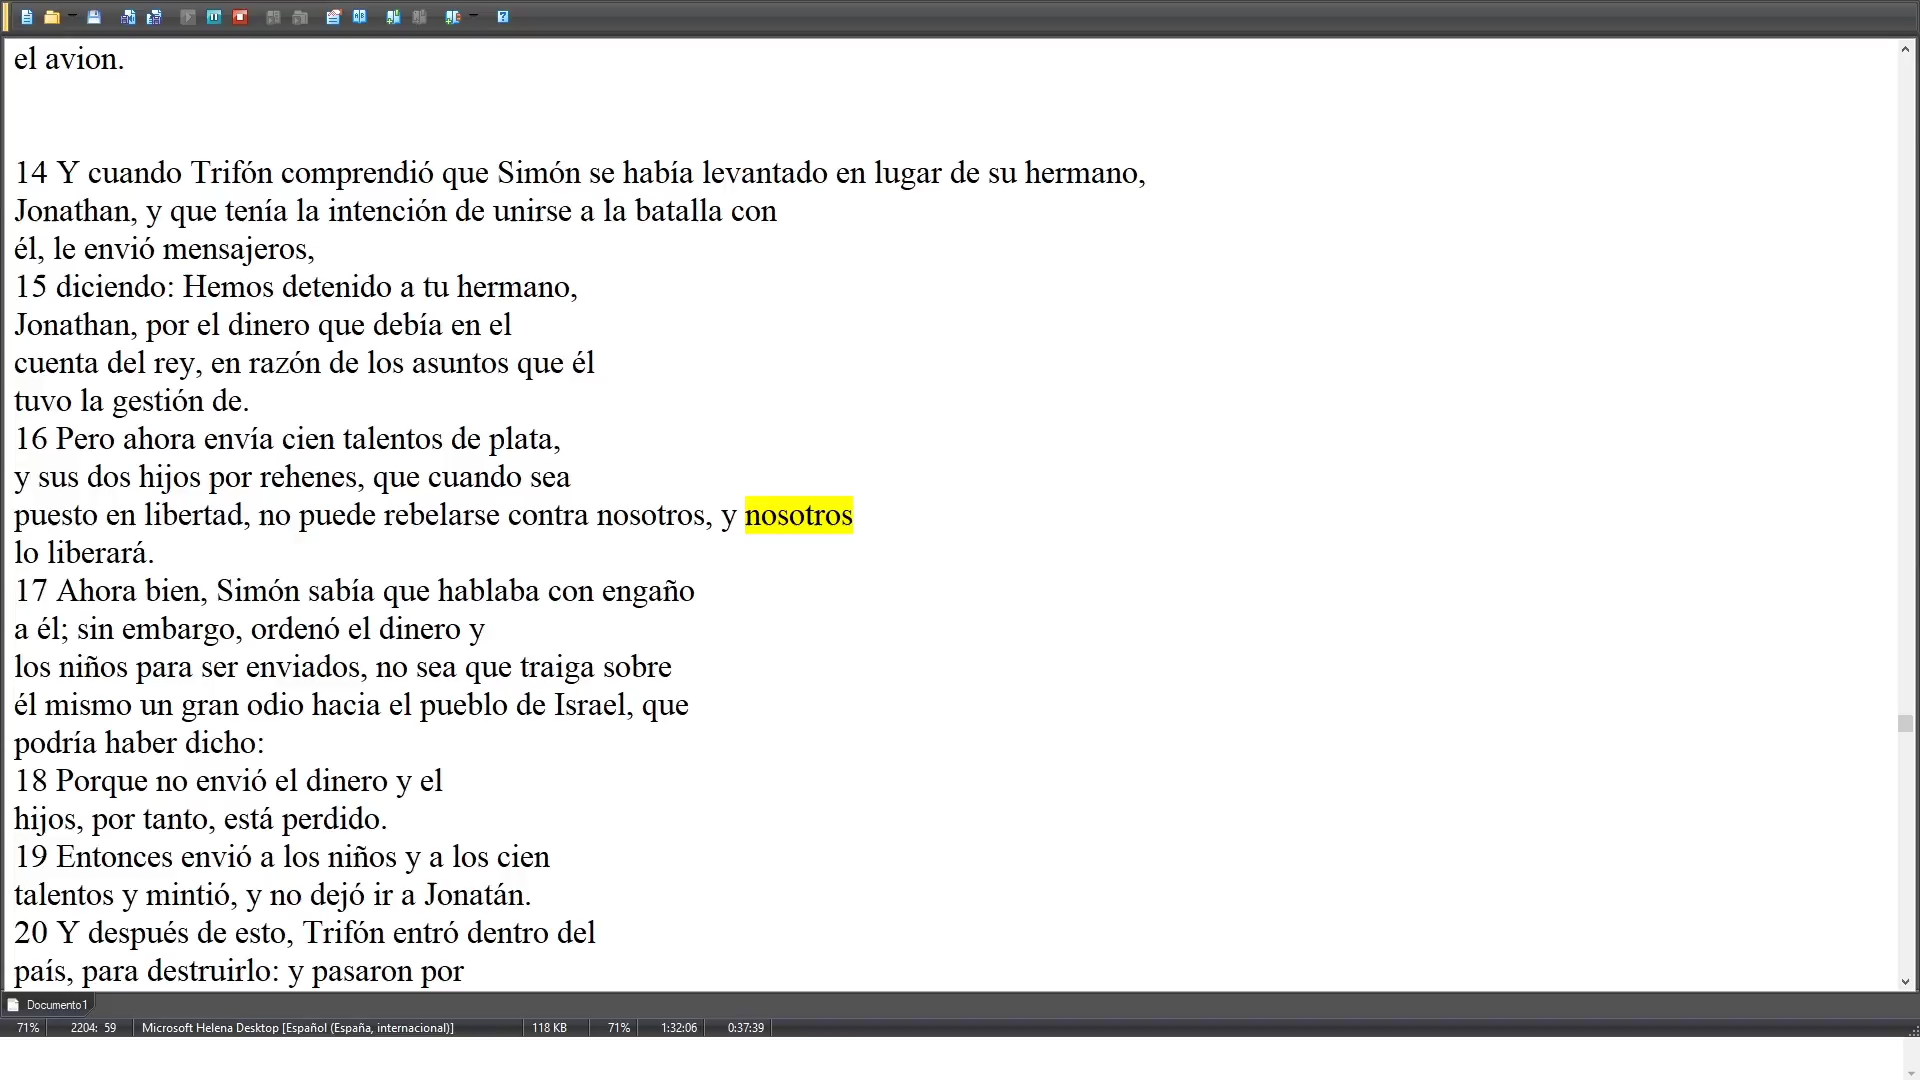 el avion.
14 Y cuando Trifón comprendió que Simón se había levantado en lugar de su hermano,
Jonathan, y que tenía la intención de unirse a la batalla con
él, le envió mensajeros,
15 diciendo: Hemos detenido a tu hermano,
Jonathan, por el dinero que debía en el
cuenta del rey, en razón de los asuntos que él
tuvo la gestión de.
16 Pero ahora envía cien talentos de plata,
y sus dos hijos por rehenes, que cuando sea
puesto en libertad, no puede rebelarse contra nosotros, y nosotros
lo liberará.
17 Ahora bien, Simón sabía que hablaba con engaño
a él; sin embargo, ordenó el dinero y
los niños para ser enviados, no sea que traiga sobre
él mismo un gran odio hacia el pueblo de Israel, que
podría haber dicho:
18 Porque no envió el dinero y el
hijos, por tanto, está perdido.
19 Entonces envió a los niños y a los cien
talentos y mintió, y no dejó ir a Jonatán.
20 Y después de esto, Trifón entró dentro del
país, para destruirlo: y pasaron por
Documento1
71% 2204: 59 Microsoft Helena Desktop [Español (España, internacional)] 118 KB 71% 1:32:06 0:37:39